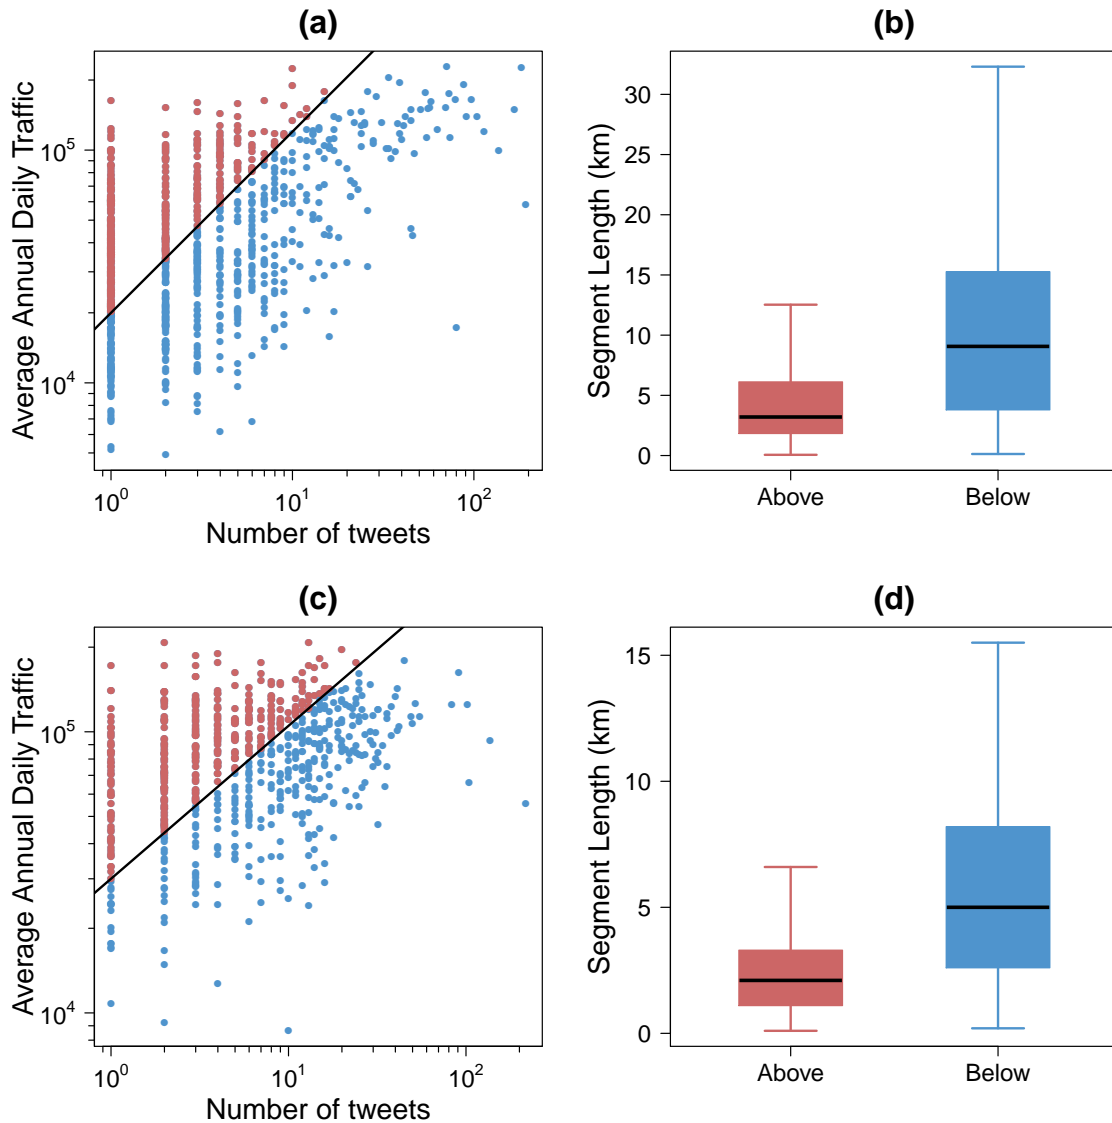 (a)
Average Annual Daily Traffic
10^5
10^4
10^0
10^1
10^2
Number of tweets
(b)
Segment Length (km)
30
25
20
15
10
5
0
Above
Below
(c)
Average Annual Daily Traffic
10^5
10^4
10^0
10^1
10^2
Number of tweets
(d)
Segment Length (km)
15
10
5
0
Above
Below